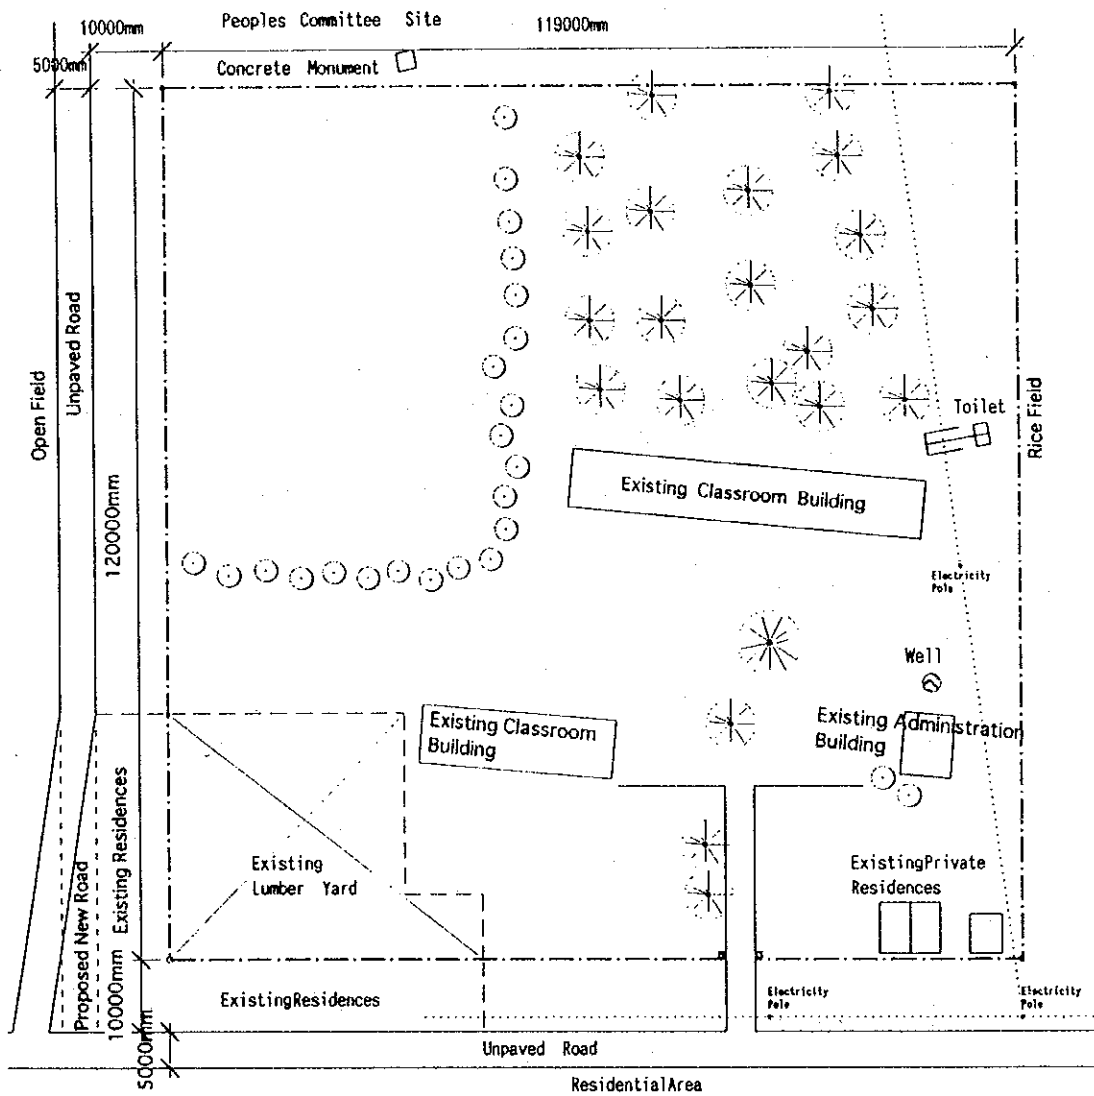 Peoples Committee Site
10000mm
119000mm
5000mm
Concrete Monument
Open Field
Unpaved Road
Rice Field
Toilet
Existing Classroom Building
120000mm
Electricity
Pole
Well
Existing Classroom
Building
Existing Administration
Building
Existing Residences
Proposed New Road
Existing
Lumber Yard
ExistingPrivate
Residences
10000mm
ExistingResidences
Electricity
Pole
Electricity
Pole
5000mm
Unpaved Road
ResidentialArea